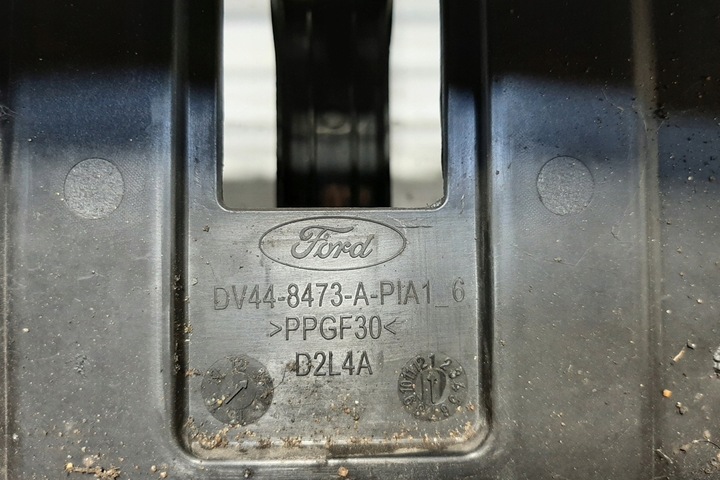 Ford
DV44-8473-A-PIA1_6
>PPGF30<
D2L4A